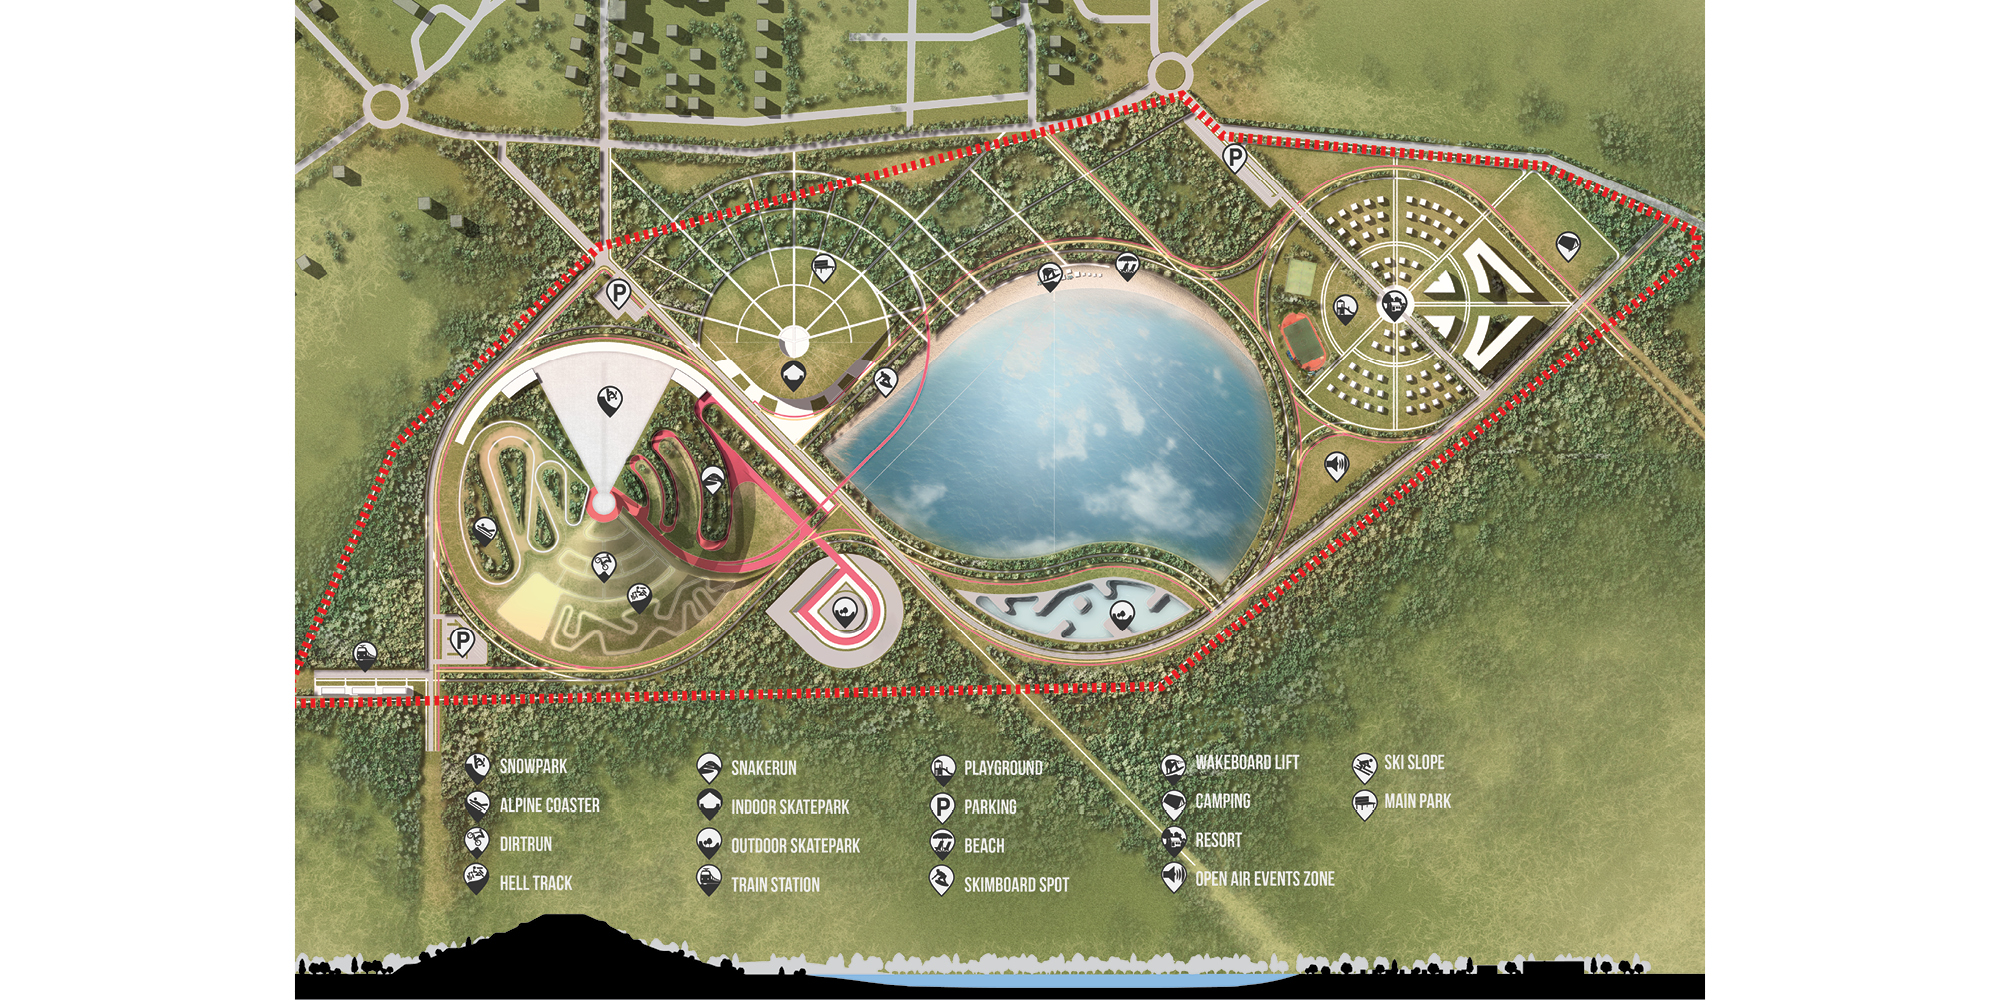 P
P
P
SNOWPARK
ALPINE COASTER
DIRTRUN
HELL TRACK
SNAKERUN
INDOOR SKATEPARK
OUTDOOR SKATEPARK
TRAIN STATION
PLAYGROUND
P PARKING
BEACH
SKIMBOARD SPOT
WAKEBOARD LIFT
CAMPING
RESORT
OPEN AIR EVENTS ZONE
SKI SLOPE
MAIN PARK